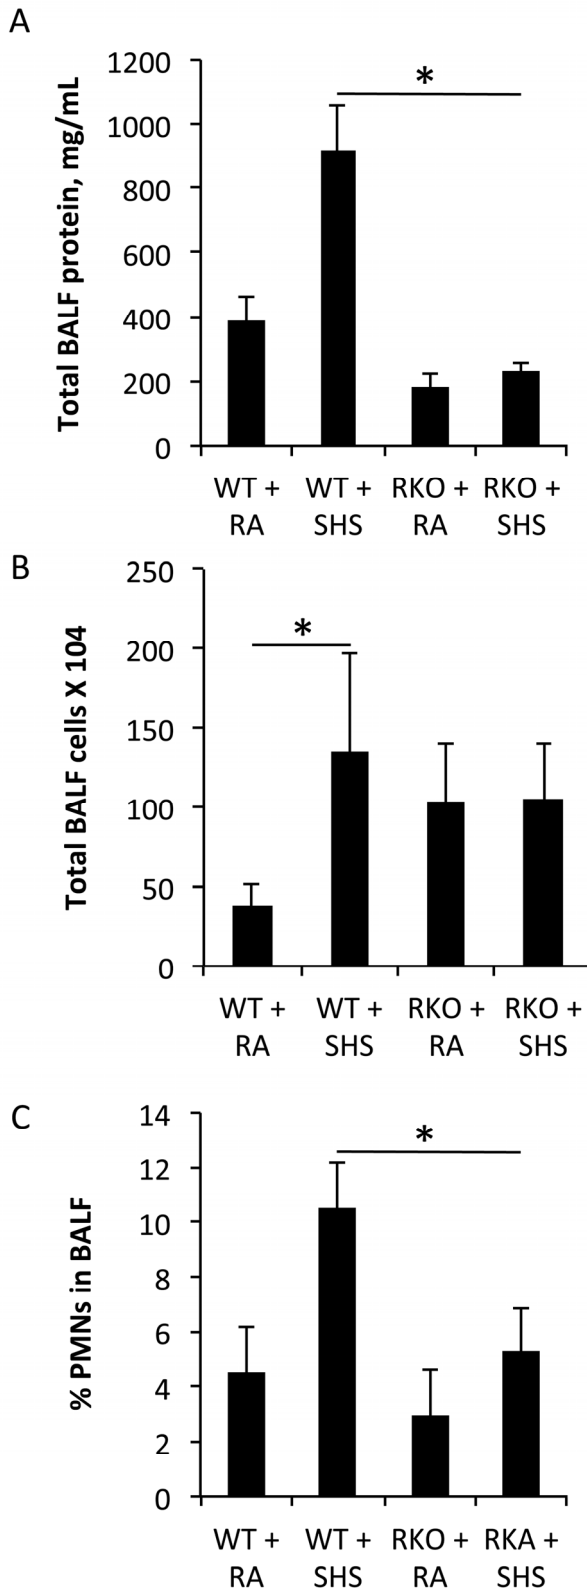 A
Total BALF protein, mg/mL
1200
1000
800
600
400
200
0
*
WT + RA
WT + SHS
RKO + RA
RKO + SHS
B
Total BALF cells X 104
250
200
150
100
50
0
*
WT + RA
WT + SHS
RKO + RA
RKO + SHS
C
% PMNs in BALF
14
12
10
8
6
4
2
0
*
WT + RA
WT + SHS
RKO + RA
RKA + SHS